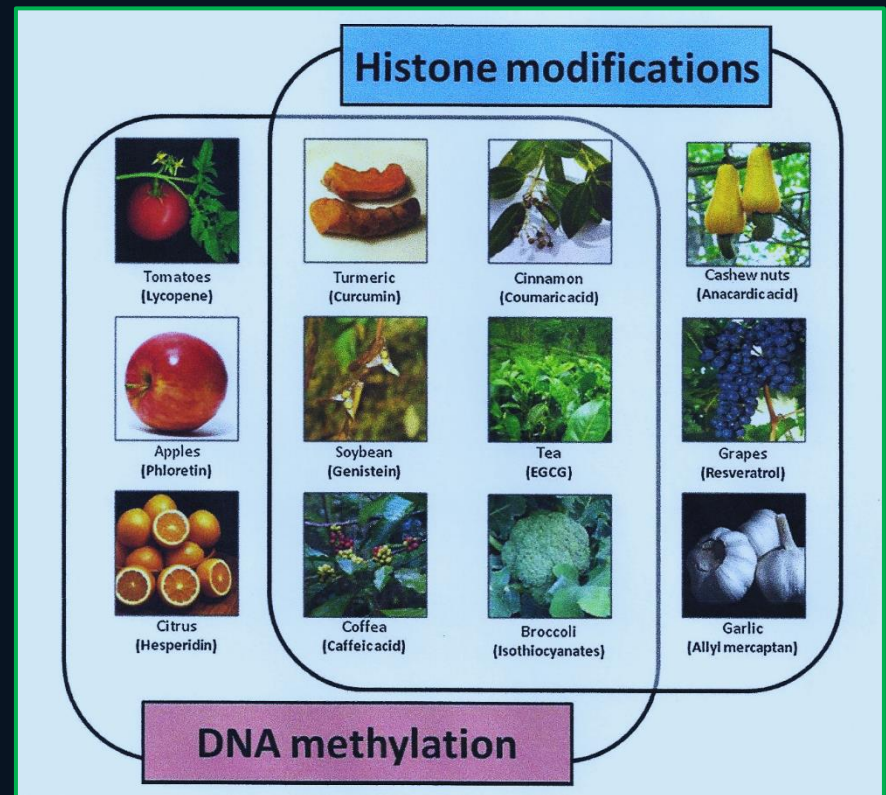 Histone modifications
Tomatoes
(Lycopene)
Turmeric
(Curcumin)
Cinnamon
(Coumaric acid)
Cashew nuts
(Anacardic acid)
Apples
(Phloretin)
Soybean
(Genistein)
Tea
(EGCG)
Grapes
(Resveratrol)
Citrus
(Hesperidin)
Coffea
(Caffeic acid)
Broccoli
(Isothiocyanates)
Garlic
(Allyl mercaptan)
DNA methylation